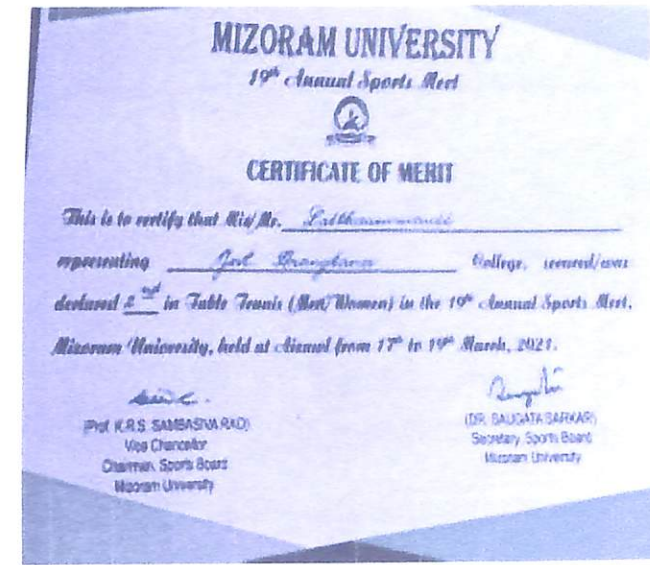 MIZORAM UNIVERSITY
19th Annual Sports Meet
CERTIFICATE OF MERIT
This is to certify that Ms/Mr.
representing Govt. Hrangbana College, secured/was
declared 2nd in Table Tennis (Men/Women) in the 19th Annual Sports Meet,
Mizoram University, held at Aizawl from 17th to 19th March, 2021.
(Prof. K.R.S. SAMBASIVA RAO)
Vice Chancellor
Chairman, Sports Board
Mizoram University
(DR. SAUGATA SARKAR)
Secretary, Sports Board
Mizoram University